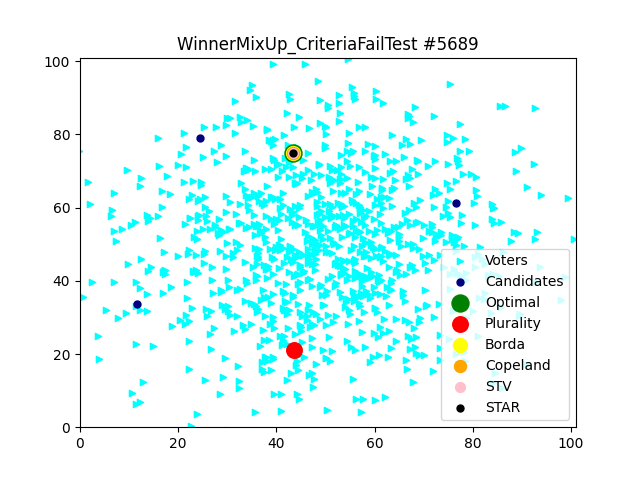 WinnerMixUp_CriteriaFailTest #5689
100
80
60
40
20
0
0 20 40 60 80 100
Voters
Candidates
Optimal
Plurality
Borda
Copeland
STV
STAR